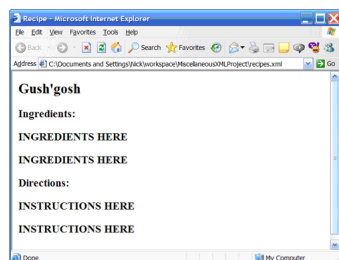 Recipe - Microsoft Internet Explorer
File Edit View Favorites Tools Help
Back Search Favorites
Address C:\Documents and Settings\Nick\workspace\MiscellaneousXMLProject\recipes.xml Go
Gush'gosh
Ingredients:
INGREDIENTS HERE
INGREDIENTS HERE
Directions:
INSTRUCTIONS HERE
INSTRUCTIONS HERE
Done My Computer